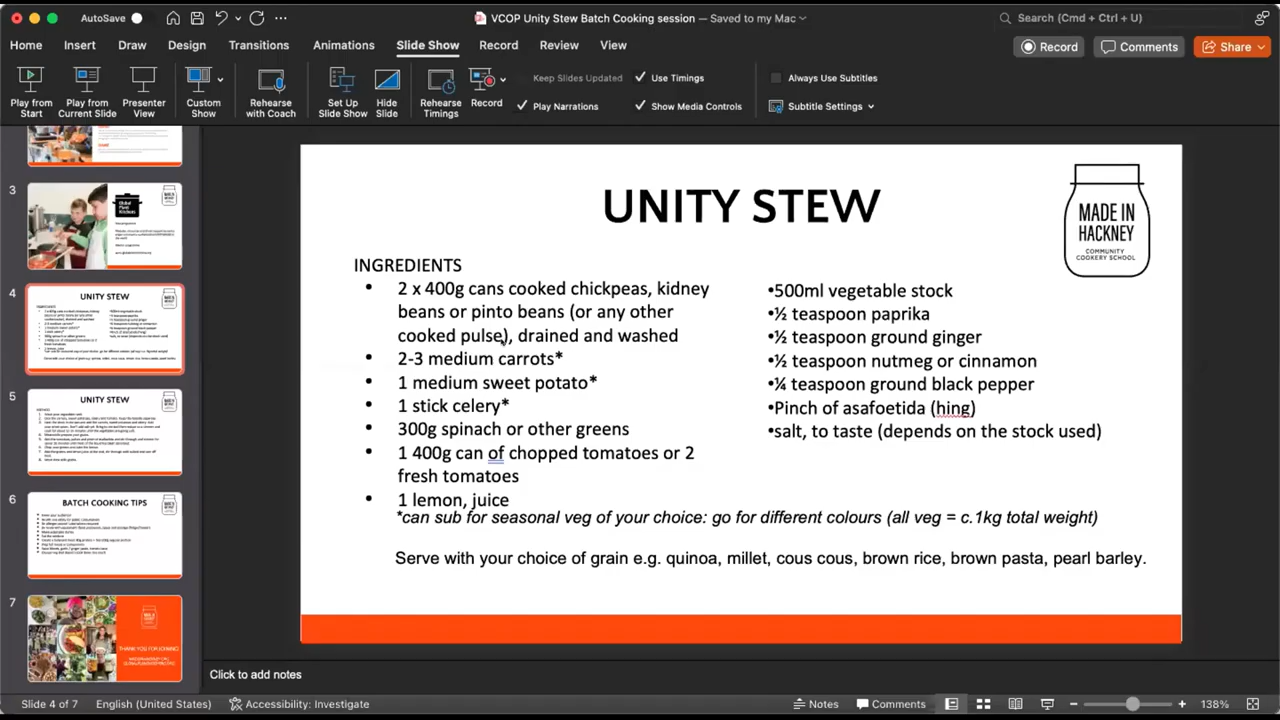 AutoSave
VCOP Unity Stew Batch Cooking session — Saved to my Mac
Search (Cmd + Ctrl + U)
Home Insert Draw Design Transitions Animations Slide Show Record Review View
Record Comments Share
Play from Start
Play from Current Slide
Presenter View
Custom Show
Rehearse with Coach
Set Up Slide Show
Hide Slide
Rehearse Timings
Record
Keep Slides Updated
Use Timings
Play Narrations
Show Media Controls
Always Use Subtitles
Subtitle Settings
3
4
UNITY STEW
5
UNITY STEW
6
BATCH COOKING TIPS
7
THANK YOU FOR JOINING!
UNITY STEW
MADE IN
HACKNEY
COMMUNITY
COOKERY SCHOOL
INGREDIENTS
• 2 x 400g cans cooked chickpeas, kidney
beans or pinto beans (or any other
cooked pulse) drained and washed
• 2-3 medium carrots*
• 1 medium sweet potato*
• 1 stick celery*
• 300g spinach or other greens
• 1 400g can of chopped tomatoes or 2
fresh tomatoes
• 1 lemon, juice
•500ml vegetable stock
•½ teaspoon paprika
•½ teaspoon ground ginger
•½ teaspoon nutmeg or cinnamon
•¼ teaspoon ground black pepper
•Pinch of asafoetida (hing)
to taste (depends on the stock used)
*can sub for seasonal veg of your choice: go for different colours (all veg = c.1kg total weight)
Serve with your choice of grain e.g. quinoa, millet, cous cous, brown rice, brown pasta, pearl barley.
Click to add notes
Slide 4 of 7 English (United States) Accessibility: Investigate Notes Comments 138%